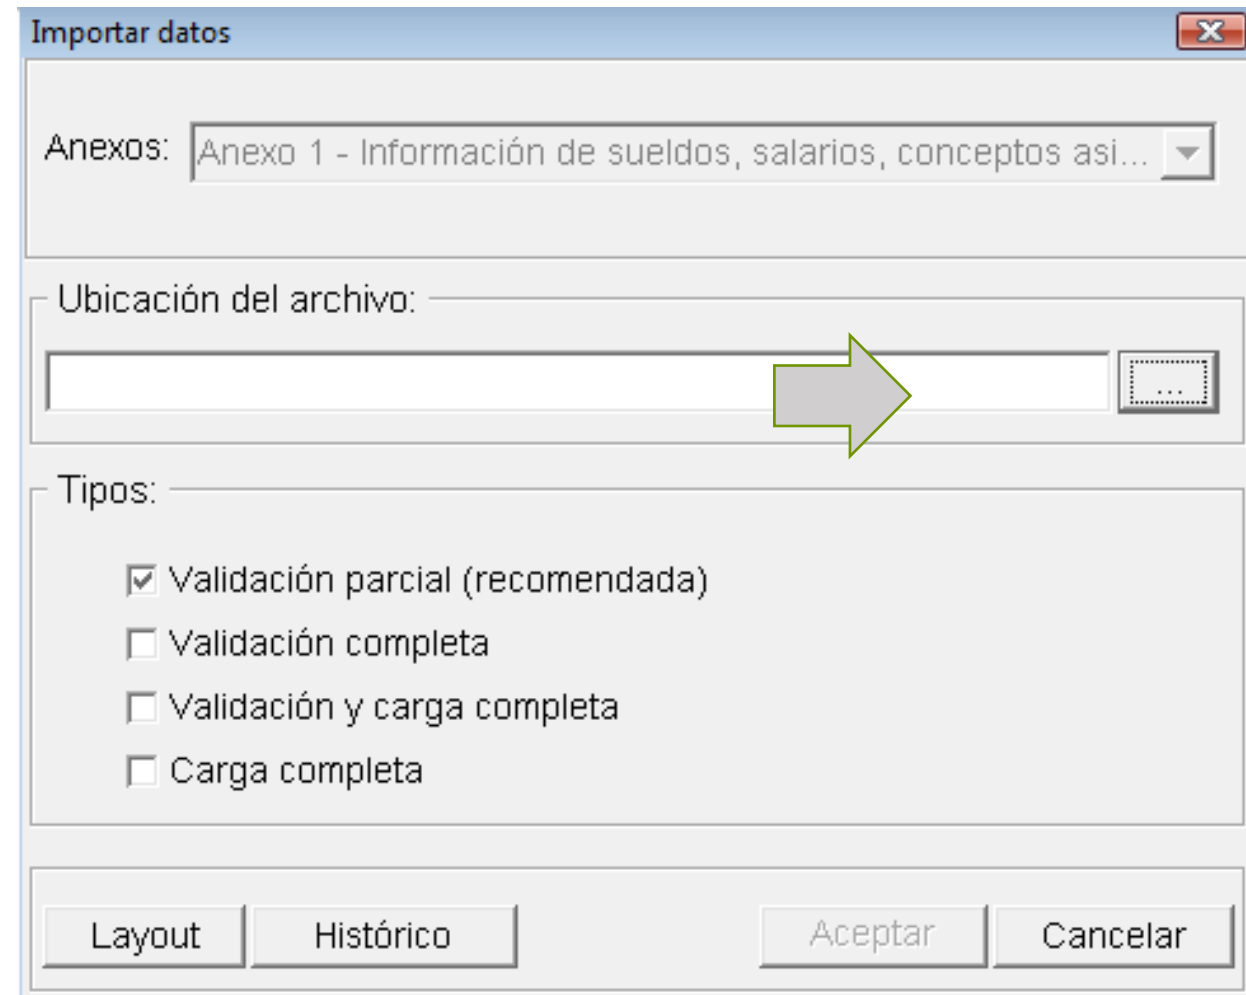 Importar datos
Anexos: Anexo 1 - Información de sueldos, salarios, conceptos asi...
Ubicación del archivo:
...
Tipos:
Validación parcial (recomendada)
Validación completa
Validación y carga completa
Carga completa
Layout Histórico Aceptar Cancelar